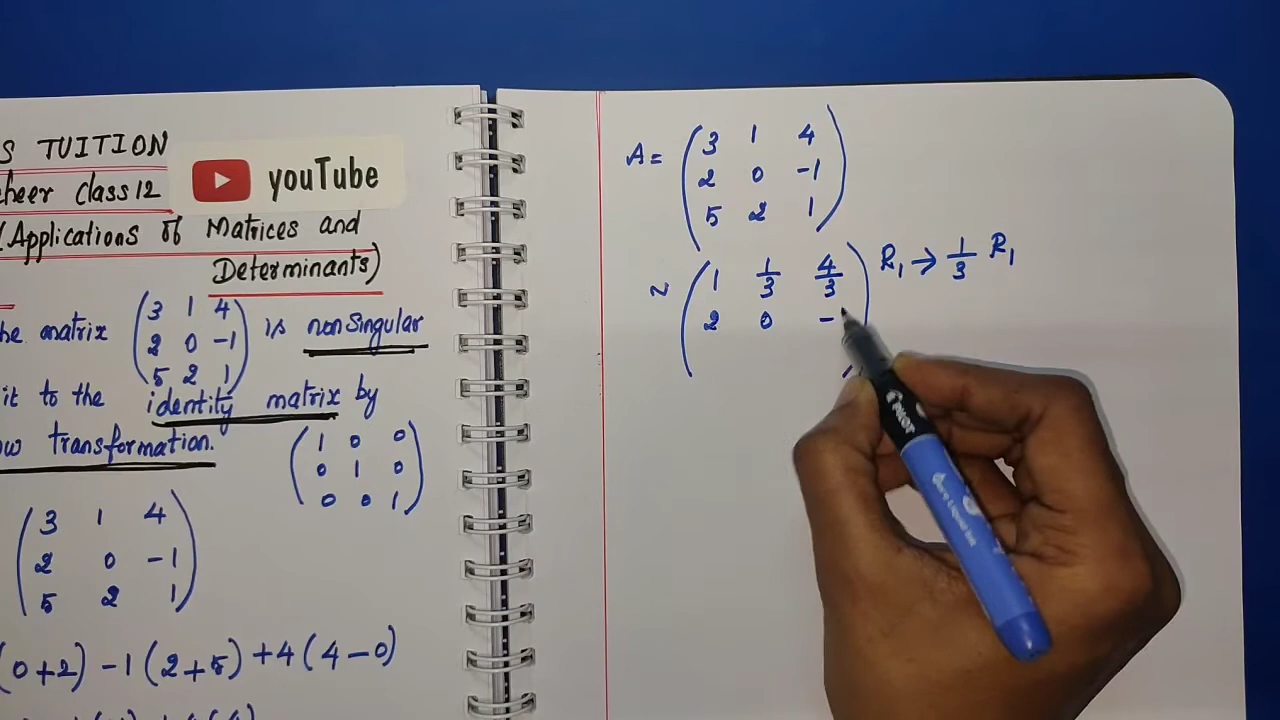 S TUITION
cheer class 12
youTube
(Applications of Matrices and
Determinants)
he matrix (3 1 4
2 0 -1
5 2 1) is nonsingular
it to the identity matrix by
ow transformation.
(1 0 0
0 1 0
0 0 1)
(3 1 4
2 0 -1
5 2 1)
(0+2) -1 (2+5) +4 (4-0)
A = (3 1 4
2 0 -1
5 2 1)
~ (1 1/3 4/3) R₁ → 1/3 R₁
2 0 -